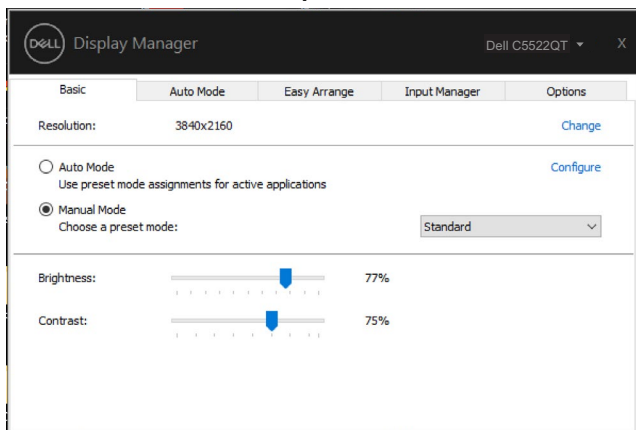 DELL Display Manager
Dell C5522QT
X
Basic
Auto Mode
Easy Arrange
Input Manager
Options
Resolution:
3840x2160
Change
Auto Mode
Configure
Use preset mode assignments for active applications
Manual Mode
Choose a preset mode:
Standard
Brightness:
77%
Contrast:
75%